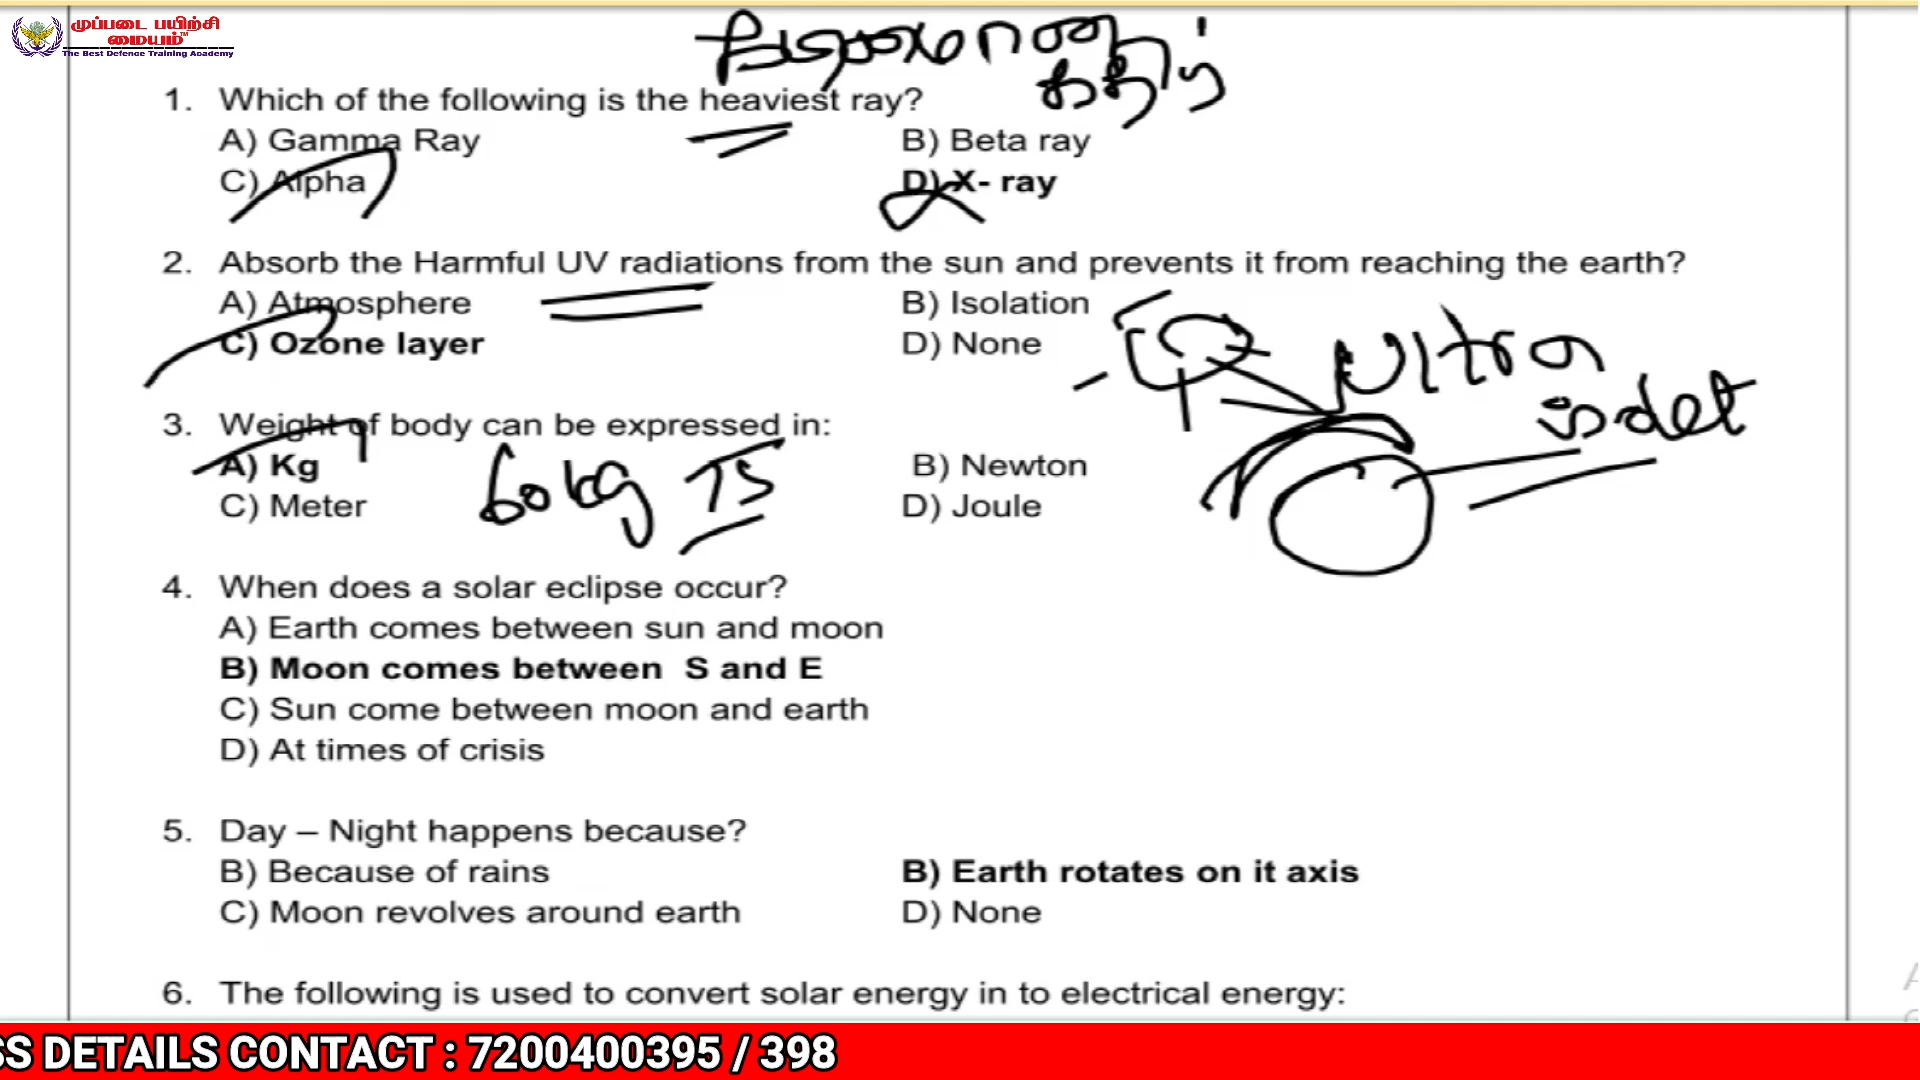 முப்படை பயிற்சி
மையம்™
The Best Defence Training Academy
1. Which of the following is the heaviest ray?
A) Gamma Ray B) Beta ray
C) Alpha D) X- ray
2. Absorb the Harmful UV radiations from the sun and prevents it from reaching the earth?
A) Atmosphere B) Isolation
C) Ozone layer D) None
Ultra
3. Weight of body can be expressed in:
A) Kg B) Newton
C) Meter D) Joule
60kg 75
4. When does a solar eclipse occur?
A) Earth comes between sun and moon
B) Moon comes between S and E
C) Sun come between moon and earth
D) At times of crisis
5. Day – Night happens because?
B) Because of rains B) Earth rotates on it axis
C) Moon revolves around earth D) None
6. The following is used to convert solar energy in to electrical energy:
SS DETAILS CONTACT : 7200400395 / 398